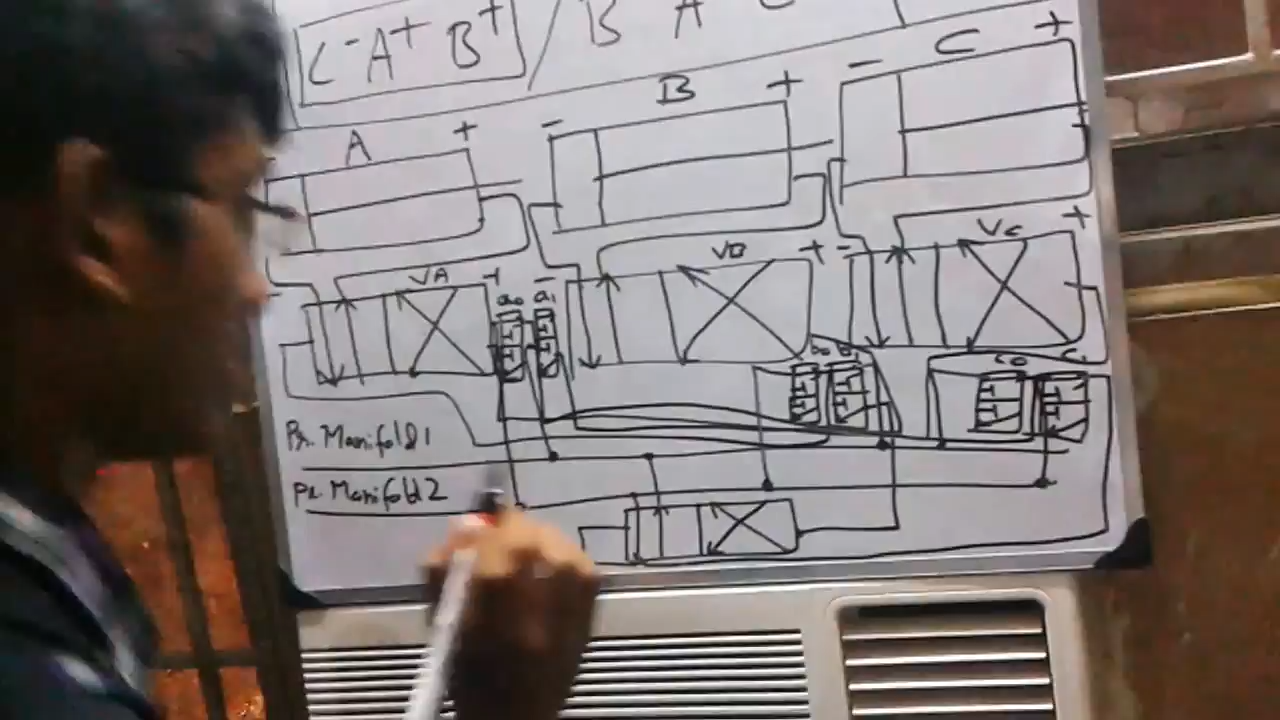 C⁻A⁺ B⁺ / B A C
A +
- B +
- C +
VA +
- VB +
- VC +
a₀ a₁
b₀ b₁
C₀ C₁
Pr. Manifold 1
Pr. Manifold 2